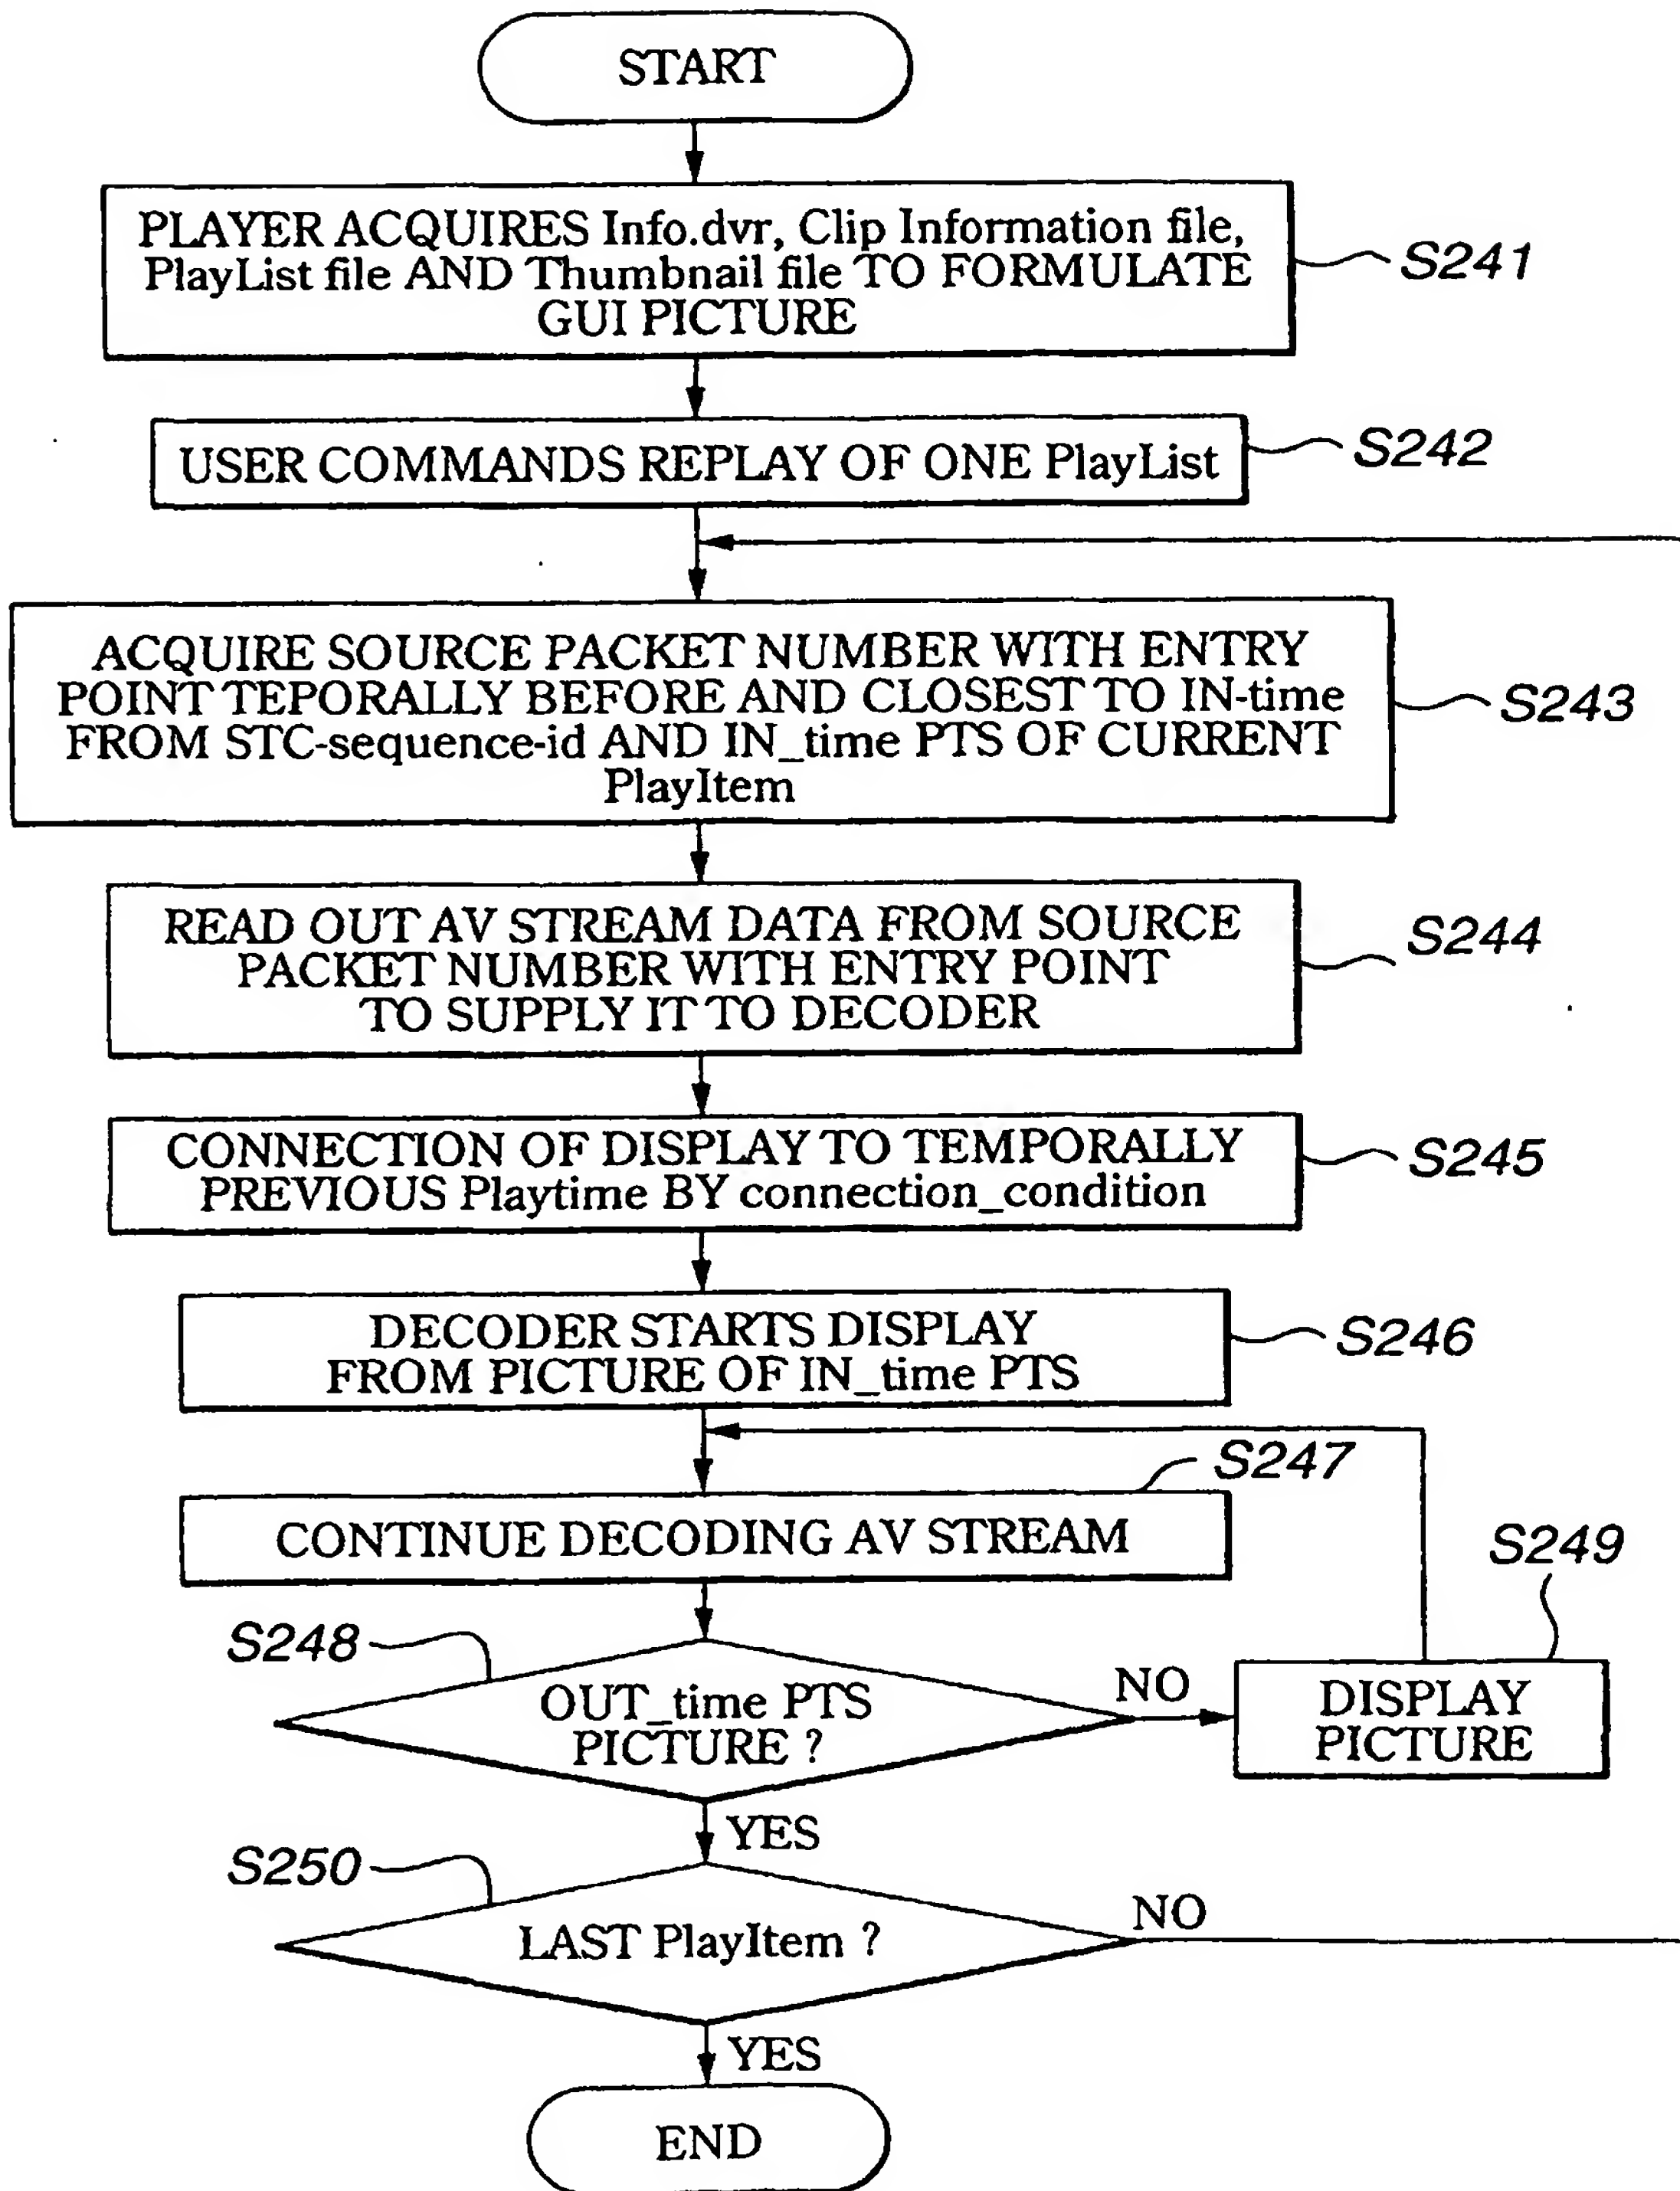 START
PLAYER ACQUIRES Info.dvr, Clip Information file,
PlayList file AND Thumbnail file TO FORMULATE
GUI PICTURE
S241
USER COMMANDS REPLAY OF ONE PlayList
S242
ACQUIRE SOURCE PACKET NUMBER WITH ENTRY
POINT TEPORALLY BEFORE AND CLOSEST TO IN-time
FROM STC-sequence-id AND IN_time PTS OF CURRENT
PlayItem
S243
READ OUT AV STREAM DATA FROM SOURCE
PACKET NUMBER WITH ENTRY POINT
TO SUPPLY IT TO DECODER
S244
CONNECTION OF DISPLAY TO TEMPORALLY
PREVIOUS Playtime BY connection_condition
S245
DECODER STARTS DISPLAY
FROM PICTURE OF IN_time PTS
S246
S247
CONTINUE DECODING AV STREAM
S248
OUT_time PTS
PICTURE ?
NO
S249
DISPLAY
PICTURE
YES
S250
LAST PlayItem ?
NO
YES
END